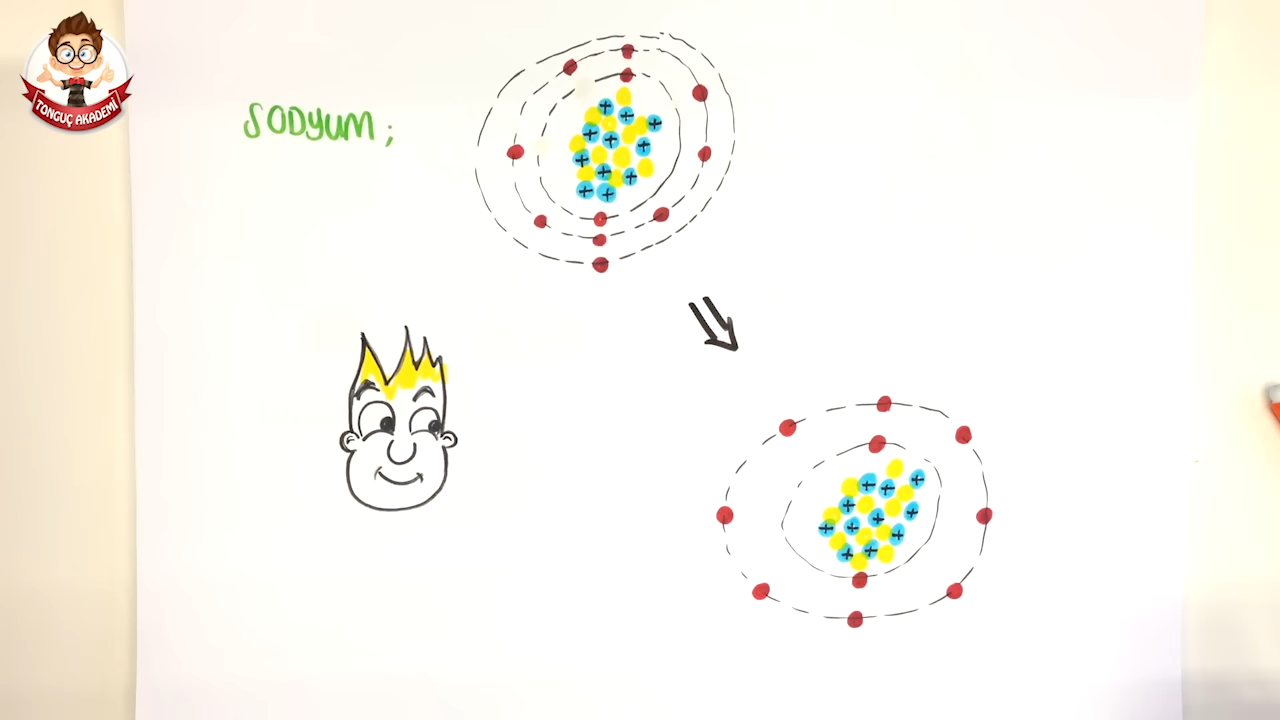 TONGUÇ AKADEMİ
SODYUM;
+ + + + + + + + + + +
+ + + + + + + + + + +